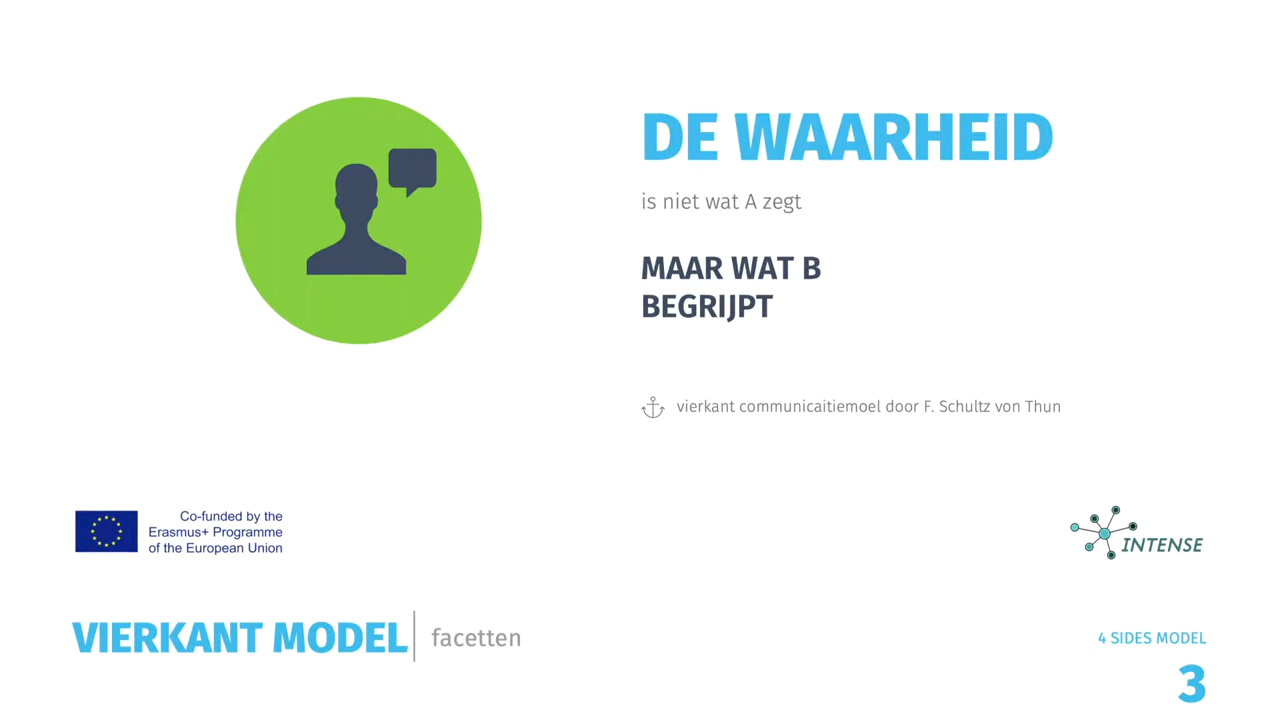 DE WAARHEID
is niet wat A zegt
MAAR WAT B
BEGRIJPT
vierkant communicaitiemoel door F. Schultz von Thun
Co-funded by the
Erasmus+ Programme
of the European Union
INTENSE
VIERKANT MODEL facetten
4 SIDES MODEL
3